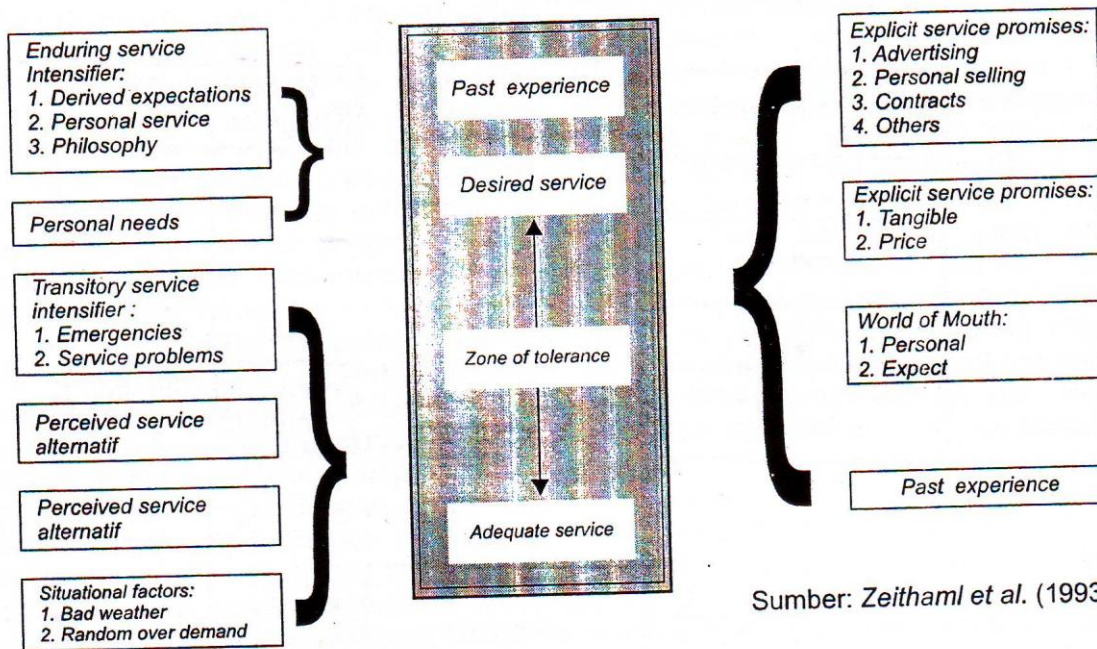 Enduring service
Intensifier:
1. Derived expectations
2. Personal service
3. Philosophy
Personal needs
Transitory service
intensifier :
1. Emergencies
2. Service problems
Perceived service
alternatif
Perceived service
alternatif
Situational factors:
1. Bad weather
2. Random over demand
Past experience
Desired service
Zone of tolerance
Adequate service
Explicit service promises:
1. Advertising
2. Personal selling
3. Contracts
4. Others
Explicit service promises:
1. Tangible
2. Price
World of Mouth:
1. Personal
2. Expect
Past experience
Sumber: Zeithaml et al. (1993